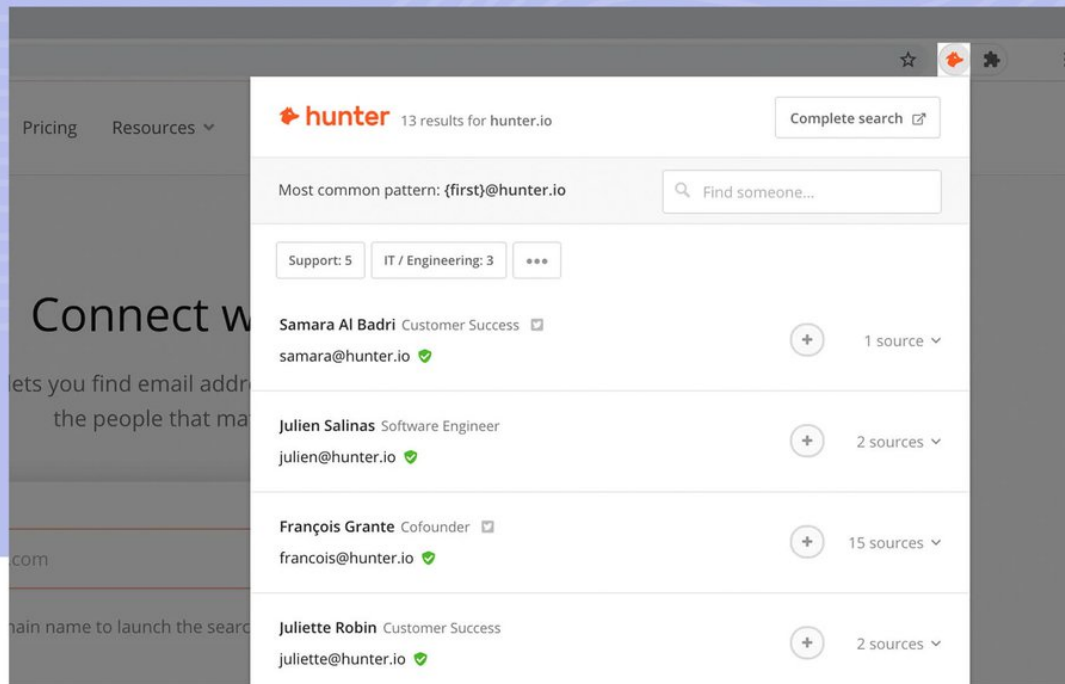 Pricing Resources
hunter 13 results for hunter.io
Complete search
Most common pattern: {first}@hunter.io
Find someone...
Support: 5 IT / Engineering: 3
Connect w
lets you find email addr
the people that ma
.com
main name to launch the searc
Samara Al Badri Customer Success
samara@hunter.io
1 source
Julien Salinas Software Engineer
julien@hunter.io
2 sources
François Grante Cofounder
francois@hunter.io
15 sources
Juliette Robin Customer Success
juliette@hunter.io
2 sources